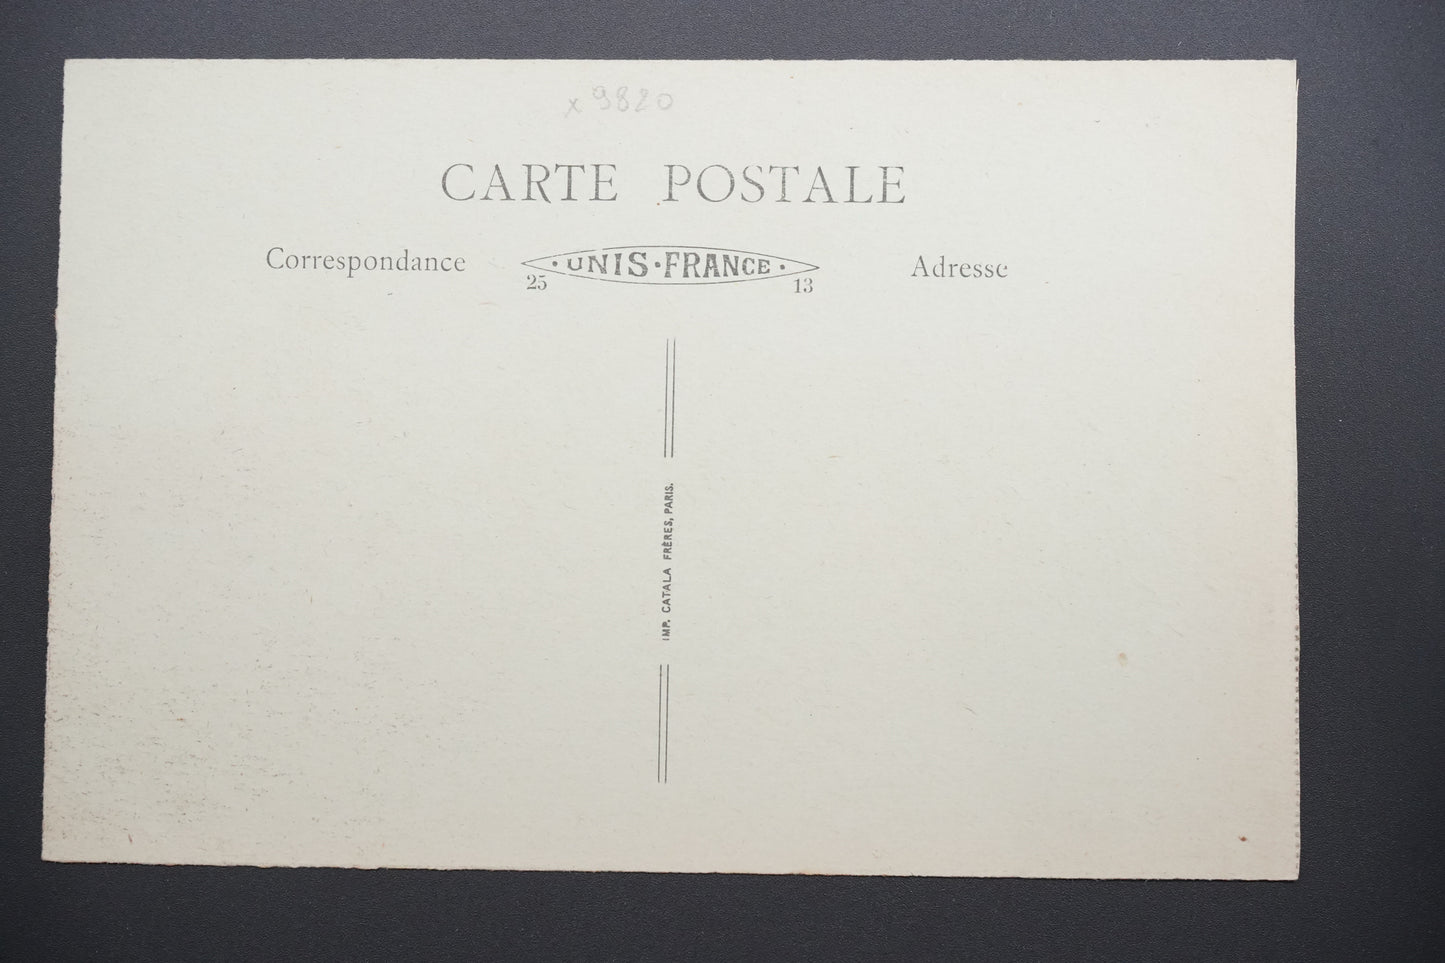 x 9820
CARTE POSTALE
Correspondance
· UNIS · FRANCE ·
25 13
Adresse
IMP. CATALA FRÈRES, PARIS.